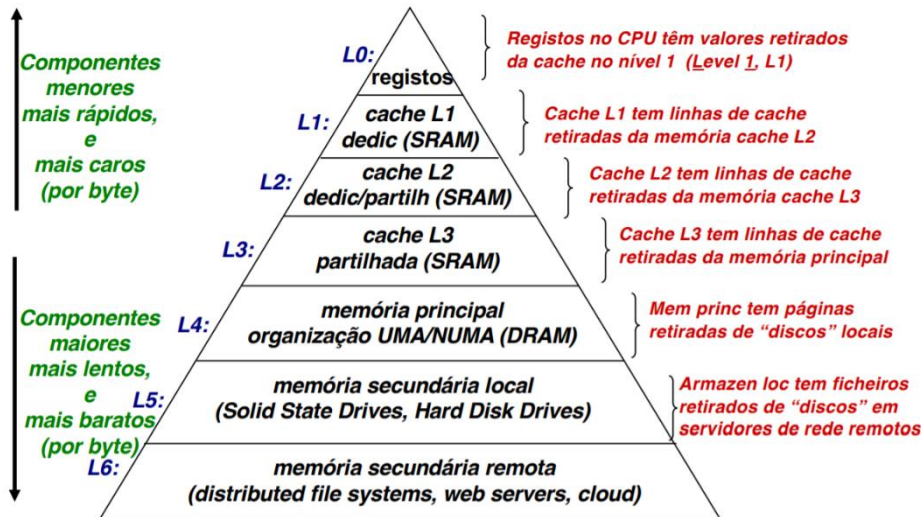 Componentes
menores
mais rápidos,
e
mais caros
(por byte)
Componentes
maiores
mais lentos,
e
mais baratos
(por byte)
L0:
registos
L1:
cache L1
dedic (SRAM)
L2:
cache L2
dedic/partilh (SRAM)
L3:
cache L3
partilhada (SRAM)
L4:
memória principal
organização UMA/NUMA (DRAM)
L5:
memória secundária local
(Solid State Drives, Hard Disk Drives)
L6:
memória secundária remota
(distributed file systems, web servers, cloud)
Registos no CPU têm valores retirados
da cache no nível 1 (Level 1, L1)
Cache L1 tem linhas de cache
retiradas da memória cache L2
Cache L2 tem linhas de cache
retiradas da memória cache L3
Cache L3 tem linhas de cache
retiradas da memória principal
Mem princ tem páginas
retiradas de “discos” locais
Armazen loc tem ficheiros
retirados de “discos” em
servidores de rede remotos